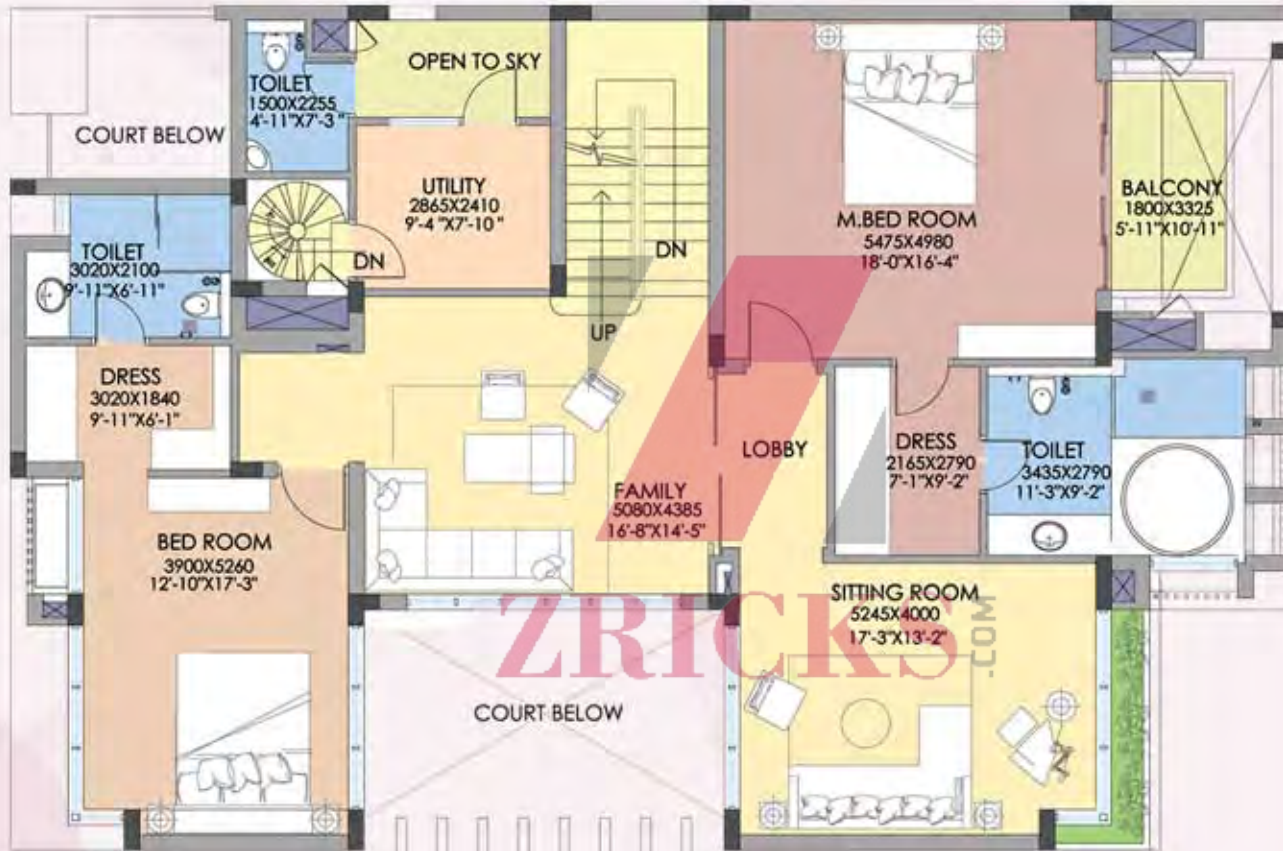 OPEN TO SKY
TOILET
1500X2255
4'-11"X7'-3 "
COURT BELOW
UTILITY
2865X2410
9'-4 "X7'-10 "
DN
TOILET
3020X2100
9'-11"X6'-11"
DN
UP
M.BED ROOM
5475X4980
18'-0"X16'-4"
BALCONY
1800X3325
5'-11"X10'-11"
DRESS
3020X1840
9'-11"X6'-1"
LOBBY
DRESS
2165X2790
7'-1"X9'-2"
TOILET
3435X2790
11'-3"X9'-2"
FAMILY
5080X4385
16'-8"X14'-5"
BED ROOM
3900X5260
12'-10"X17'-3"
SITTING ROOM
5245X4000
17'-3"X13'-2"
ZRICKS
.COM
COURT BELOW